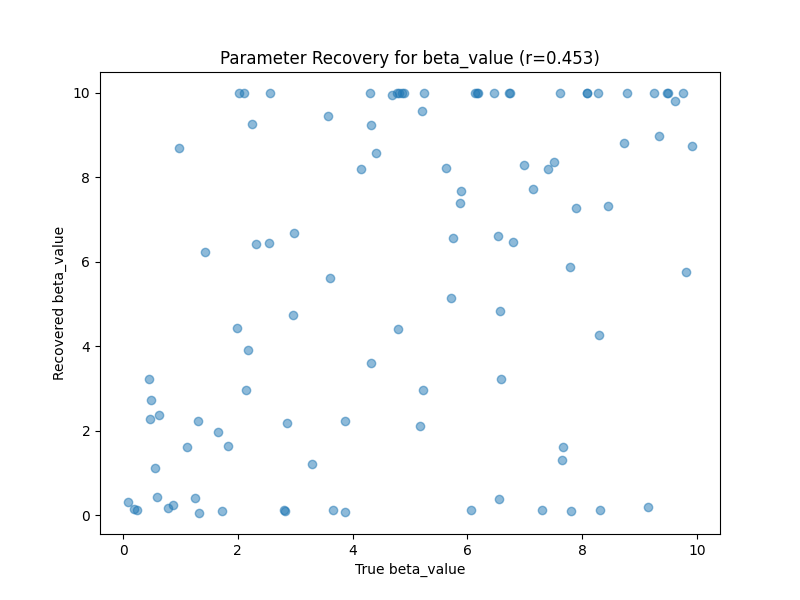 Parameter Recovery for beta_value (r=0.453)
Recovered beta_value
10
8
6
4
2
0
0 2 4 6 8 10
True beta_value